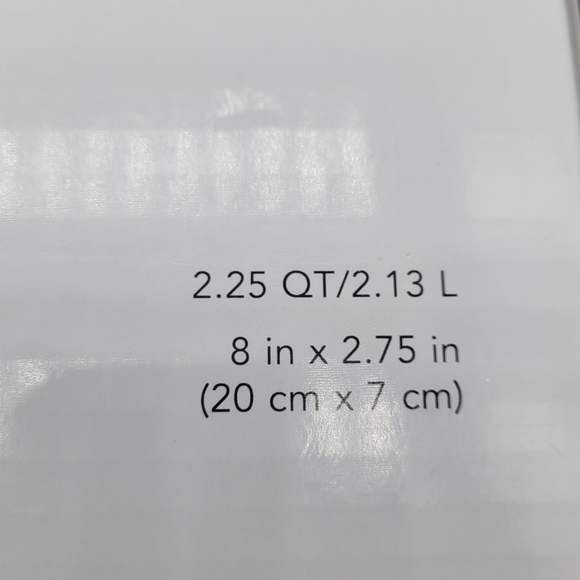 2.25 QT/2.13 L
8 in x 2.75 in
(20 cm x 7 cm)